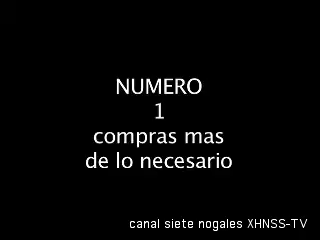 NUMERO
1
compras mas
de lo necesario
canal siete nogales XHNSS-TV